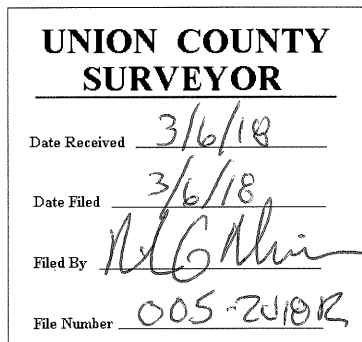 UNION COUNTY
SURVEYOR
Date Received 3/6/18
Date Filed 3/6/18
Filed By
File Number 005-2018R